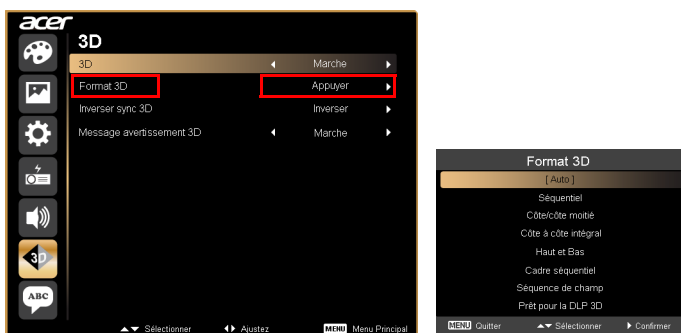 acer
3D
3D Marche
Format 3D Appuyer
Inverser sync 3D Inverser
Message avertissement 3D Marche
3D
ABC
Sélectionner Ajustez MENU Menu Principal
Format 3D
[ Auto ]
Séquentiel
Côte/côte moitié
Côte à côte intégral
Haut et Bas
Cadre séquentiel
Séquence de champ
Prêt pour la DLP 3D
MENU Quitter Sélectionner Confirmer